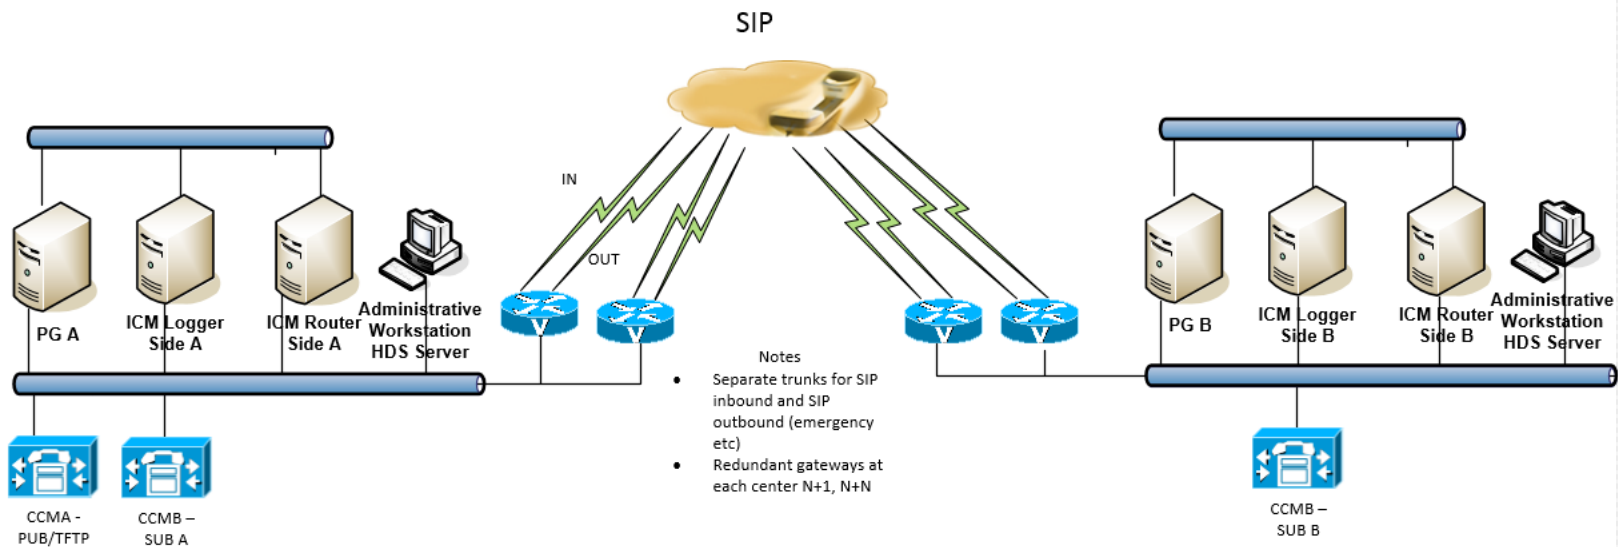 SIP
IN
OUT
PG A
ICM Logger
Side A
ICM Router
Side A
Administrative
Workstation
HDS Server
V
V
V
V
PG B
ICM Logger
Side B
ICM Router
Side B
Administrative
Workstation
HDS Server
Notes
• Separate trunks for SIP
inbound and SIP
outbound (emergency
etc)
• Redundant gateways at
each center N+1, N+N
CCMA -
PUB/TFTP
CCMB –
SUB A
CCMB –
SUB B